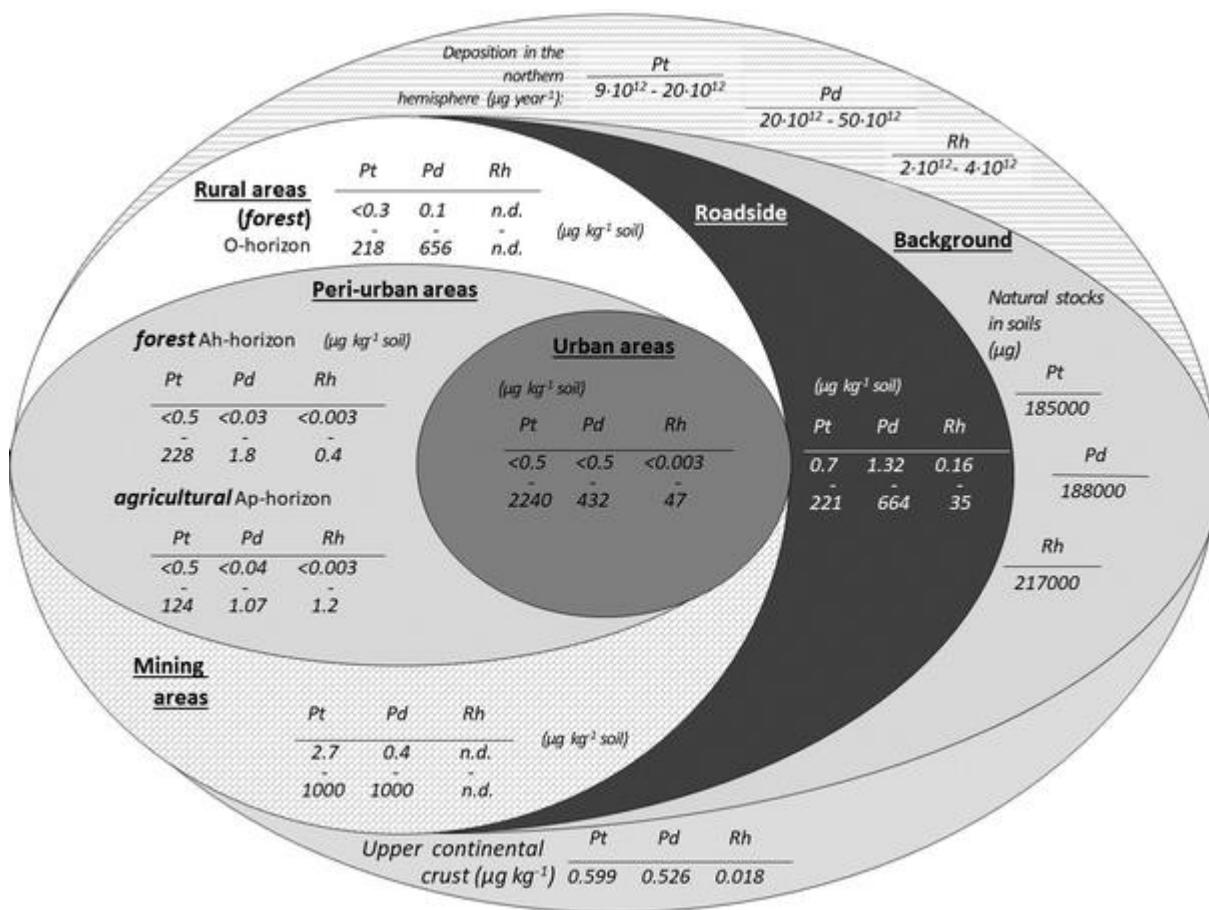 Deposition in the
northern
hemisphere (µg year⁻¹):
Pt
9·10¹² - 20·10¹²
Pd
20·10¹² - 50·10¹²
Rh
2·10¹²- 4·10¹²
Rural areas
(forest)
O-horizon
Pt Pd Rh
<0.3 0.1 n.d.
- - -
218 656 n.d.
(µg kg⁻¹ soil)
Roadside
(µg kg⁻¹ soil)
Pt Pd Rh
0.7 1.32 0.16
- - -
221 664 35
Background
Natural stocks
in soils
(µg)
Pt
185000
Pd
188000
Rh
217000
Peri-urban areas
forest Ah-horizon (µg kg⁻¹ soil)
Pt Pd Rh
<0.5 <0.03 <0.003
- - -
228 1.8 0.4
agricultural Ap-horizon
Pt Pd Rh
<0.5 <0.04 <0.003
- - -
124 1.07 1.2
Urban areas
(µg kg⁻¹ soil)
Pt Pd Rh
<0.5 <0.5 <0.003
- - -
2240 432 47
Mining
areas
Pt Pd Rh
2.7 0.4 n.d.
- - -
1000 1000 n.d.
(µg kg⁻¹ soil)
Upper continental
crust (µg kg⁻¹)
Pt Pd Rh
0.599 0.526 0.018